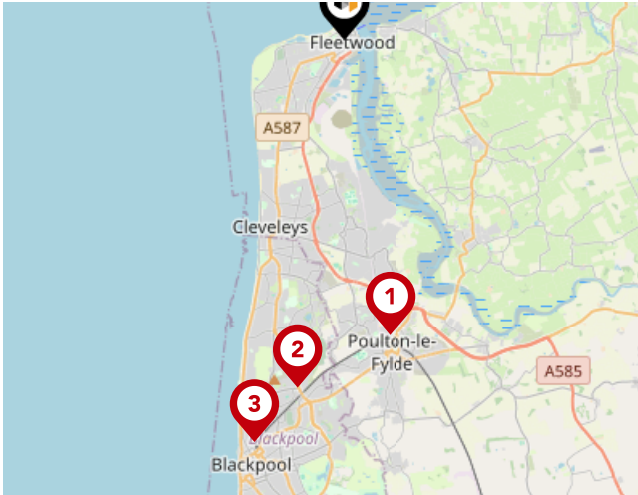 Fleetwood
A587
Cleveleys
1
Poulton-le-
Fylde
2
A585
3
Blackpool
Blackpool